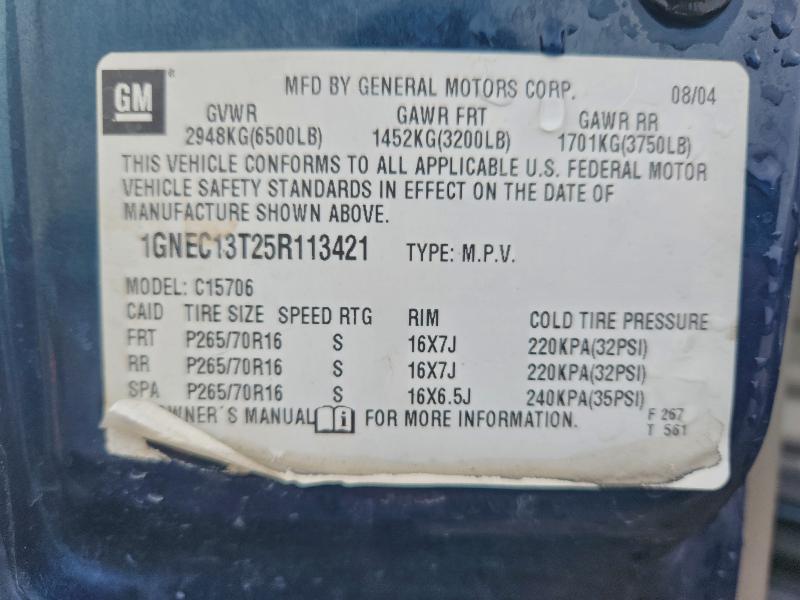 GM ® MFD BY GENERAL MOTORS CORP. 08/04
GVWR GAWR FRT GAWR RR
2948KG(6500LB) 1452KG(3200LB) 1701KG(3750LB)
THIS VEHICLE CONFORMS TO ALL APPLICABLE U.S. FEDERAL MOTOR
VEHICLE SAFETY STANDARDS IN EFFECT ON THE DATE OF
MANUFACTURE SHOWN ABOVE.
1GNEC13T25R113421 TYPE: M.P.V.
MODEL: C15706
CAID TIRE SIZE SPEED RTG RIM COLD TIRE PRESSURE
FRT P265/70R16 S 16X7J 220KPA(32PSI)
RR P265/70R16 S 16X7J 220KPA(32PSI)
SPA P265/70R16 S 16X6.5J 240KPA(35PSI)
WNER'S MANUAL i FOR MORE INFORMATION. F 267
T 561